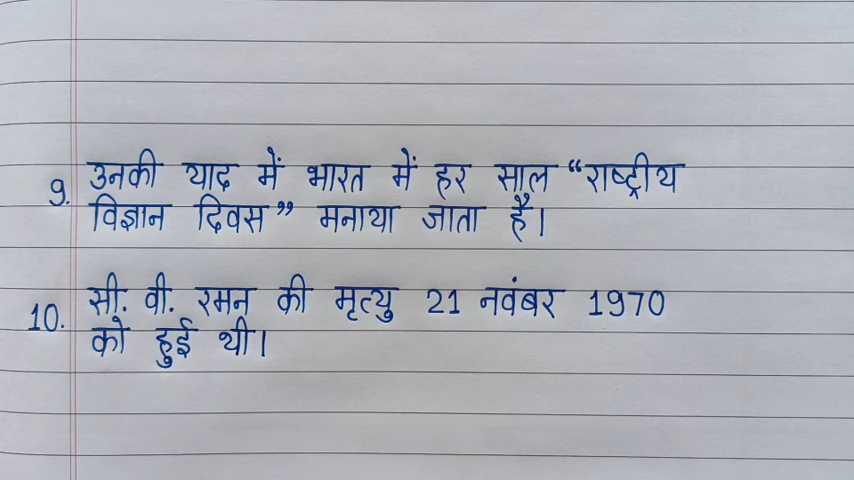 9. उनकी याद में भारत में हर साल “राष्ट्रीय
विज्ञान दिवस” मनाया जाता है।
10. सी. वी. रमन की मृत्यु 21 नवंबर 1970
को हुई थी।